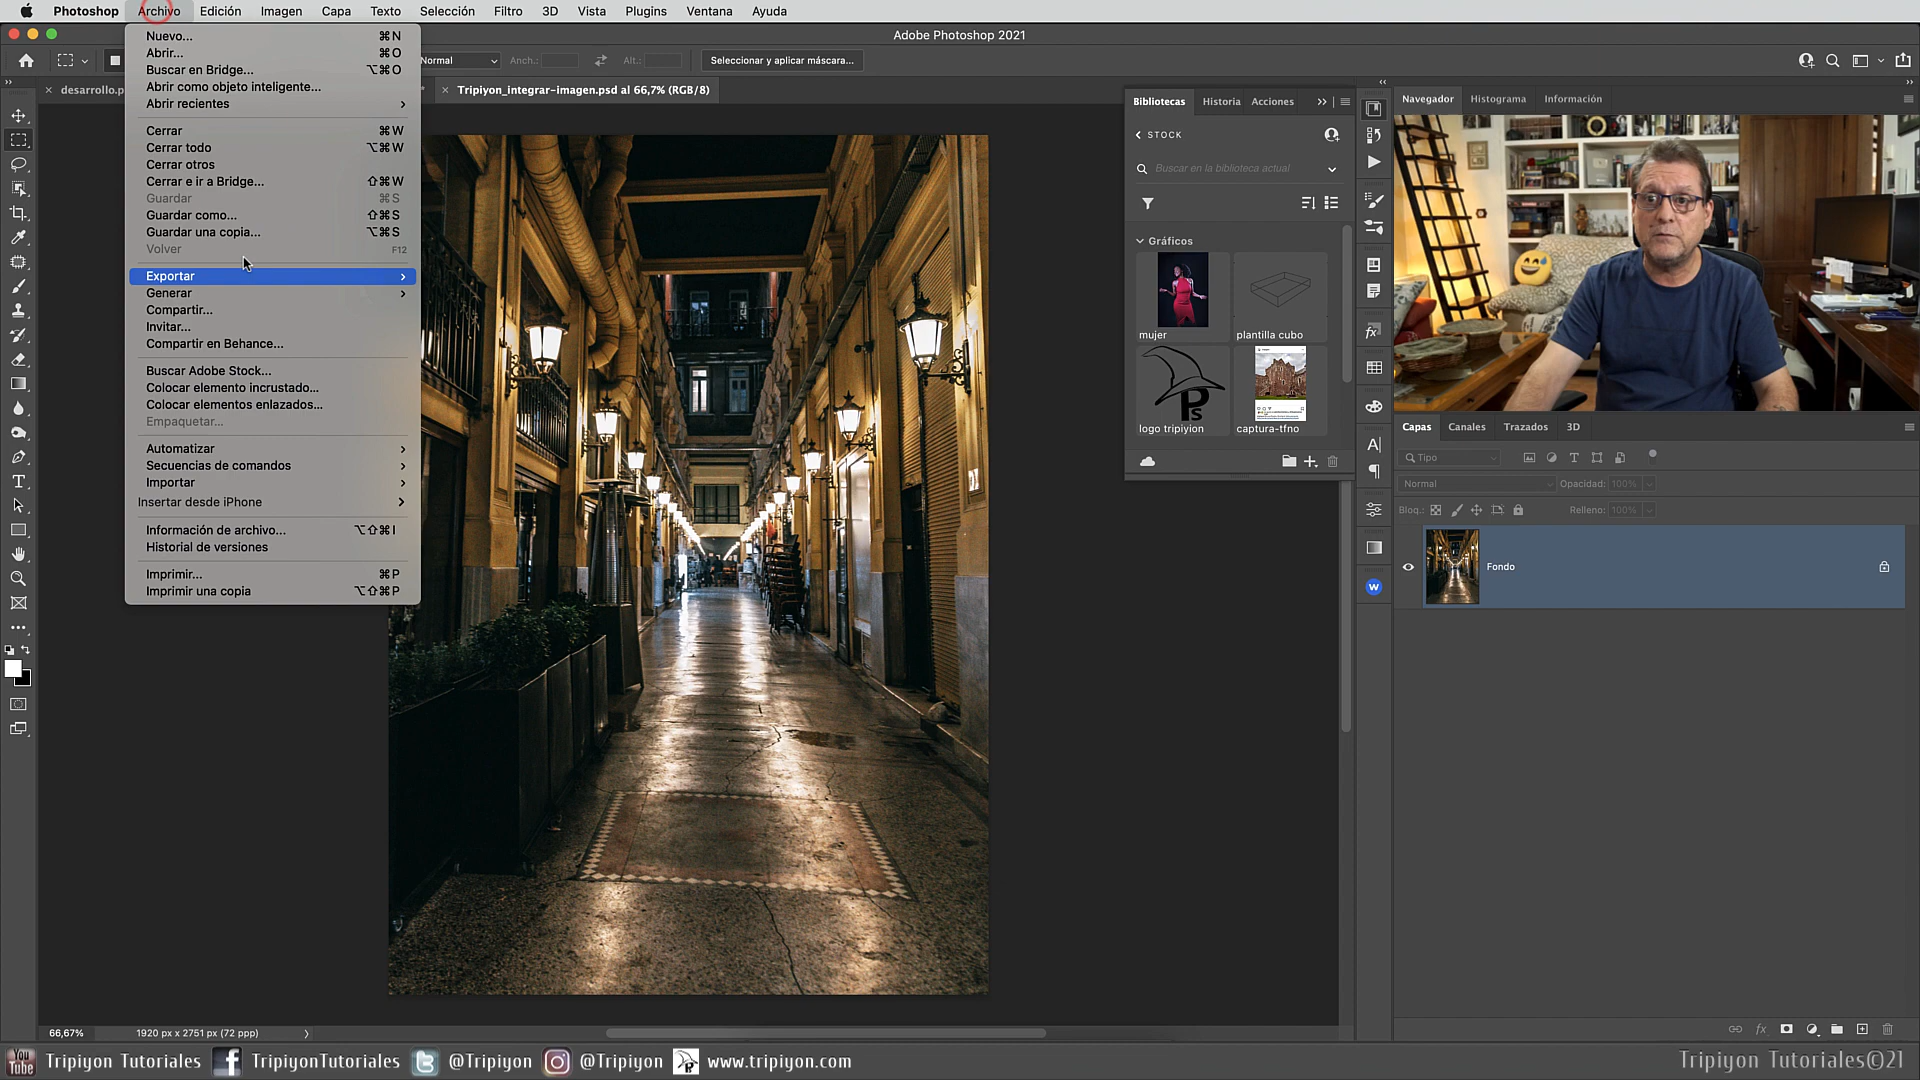 Photoshop Archivo Edición Imagen Capa Texto Selección Filtro 3D Vista Plugins Ventana Ayuda
Adobe Photoshop 2021
Normal Anch.: Alt.: Seleccionar y aplicar máscara...
desarrollo.p
Tripiyon_integrar-imagen.psd al 66,7% (RGB/8)
Nuevo... ⌘N
Abrir... ⌘O
Buscar en Bridge... ⌥⌘O
Abrir como objeto inteligente...
Abrir recientes
Cerrar ⌘W
Cerrar todo ⌥⌘W
Cerrar otros
Cerrar e ir a Bridge... ⇧⌘W
Guardar ⌘S
Guardar como... ⇧⌘S
Guardar una copia... ⌥⌘S
Volver F12
Exportar
Generar
Compartir...
Invitar...
Compartir en Behance...
Buscar Adobe Stock...
Colocar elemento incrustado...
Colocar elementos enlazados...
Empaquetar...
Automatizar
Secuencias de comandos
Importar
Insertar desde iPhone
Información de archivo... ⌥⇧⌘I
Historial de versiones
Imprimir... ⌘P
Imprimir una copia ⌥⇧⌘P
Bibliotecas Historia Acciones
STOCK
Buscar en la biblioteca actual
Gráficos
mujer plantilla cubo
Ps
logo tripiyion captura-tfno
Navegador Histograma Información
Capas Canales Trazados 3D
Tipo
Normal Opacidad: 100%
Bloq.: Relleno: 100%
Fondo
66,67% 1920 px x 2751 px (72 ppp)
You Tube Tripiyon Tutoriales TripiyonTutoriales @Tripiyon @Tripiyon www.tripiyon.com
Tripiyon Tutoriales©21